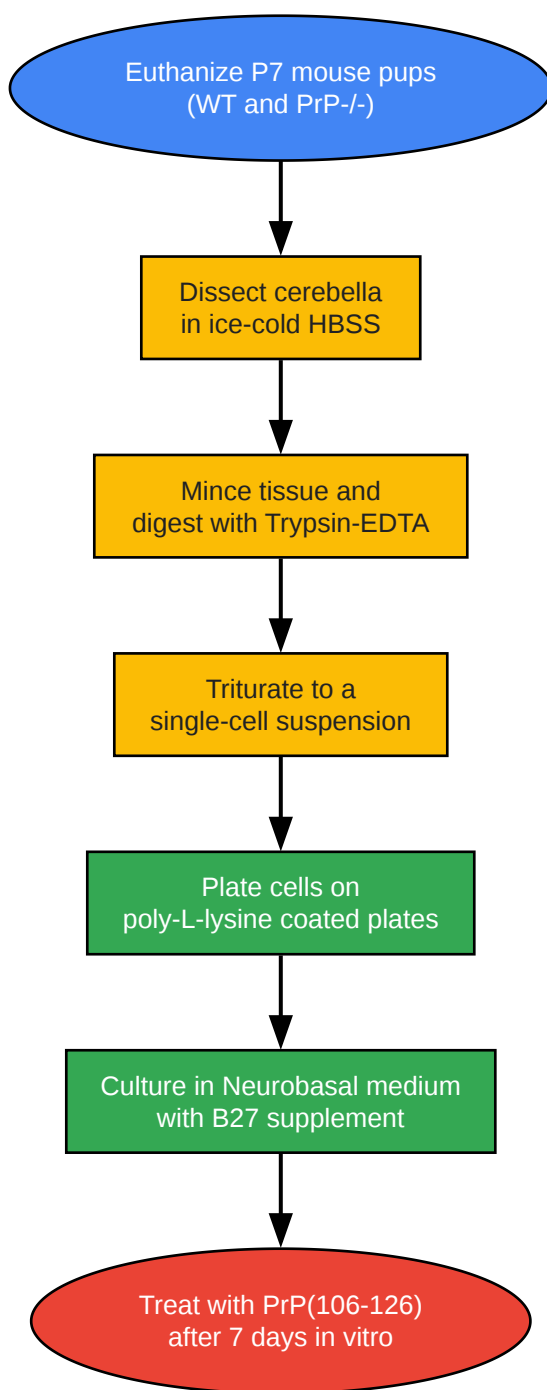 Euthanize P7 mouse pups
(WT and PrP-/-)
Dissect cerebella
in ice-cold HBSS
Mince tissue and
digest with Trypsin-EDTA
Triturate to a
single-cell suspension
Plate cells on
poly-L-lysine coated plates
Culture in Neurobasal medium
with B27 supplement
Treat with PrP(106-126)
after 7 days in vitro